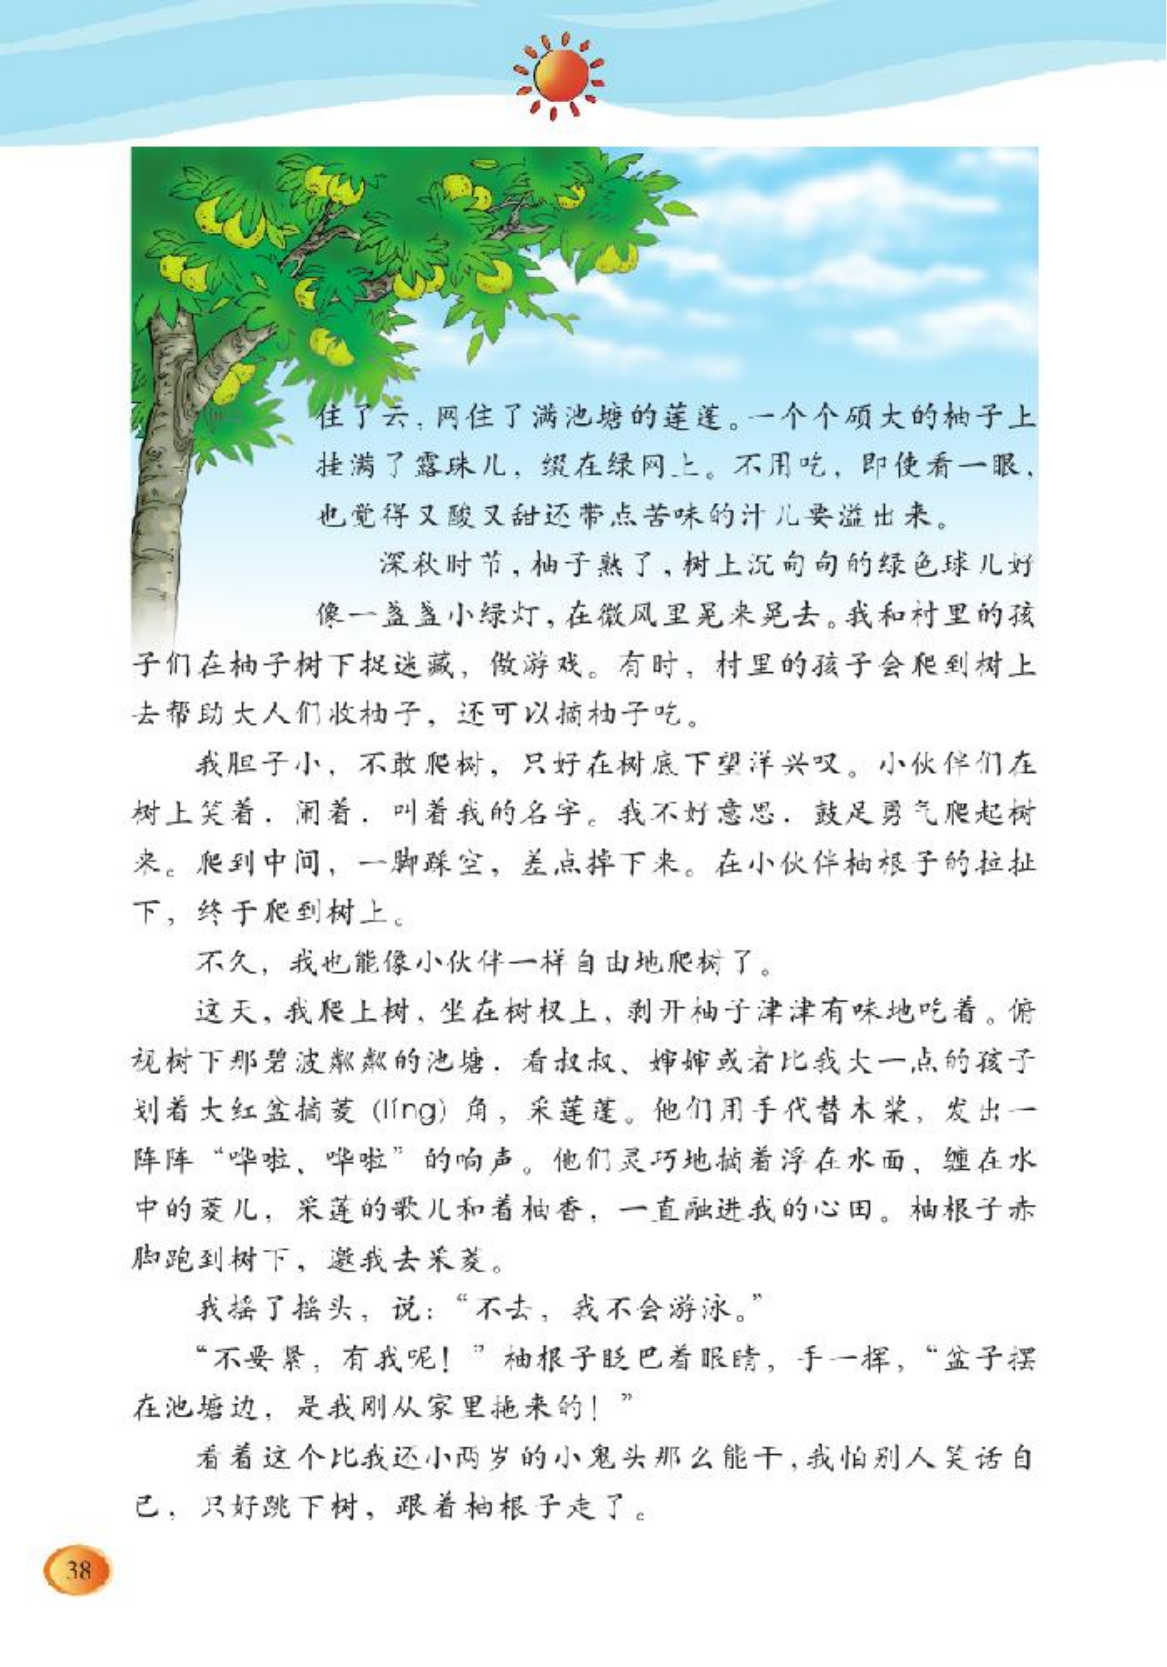 住了云，网住了满池塘的莲蓬。一个个硕大的柚子上
挂满了露珠儿，缀在绿网上。不用吃，即使看一眼，
也觉得又酸又甜还带点苦味的汁儿要溢出来。
深秋时节，柚子熟了，树上沉甸甸的绿色球儿好
像一盏盏小绿灯，在微风里晃来晃去。我和村里的孩
子们在柚子树下捉迷藏，做游戏。有时，村里的孩子会爬到树上
去帮助大人们收柚子，还可以摘柚子吃。
我胆子小，不敢爬树，只好在树底下望洋兴叹。小伙伴们在
树上笑着，闹着，叫着我的名字。我不好意思，鼓足勇气爬起树
来。爬到中间，一脚踩空，差点掉下来。在小伙伴柚根子的拉扯
下，终于爬到树上。
不久，我也能像小伙伴一样自由地爬树了。
这天，我爬上树，坐在树杈上，剥开柚子津津有味地吃着。俯
视树下那碧波粼粼的池塘，看叔叔、婶婶或者比我大一点的孩子
划着大红盆摘菱 (líng) 角，采莲蓬。他们用手代替木桨，发出一
阵阵“哗啦、哗啦”的响声。他们灵巧地摘着浮在水面、缠在水
中的菱儿，采莲的歌儿和着柚香，一直融进我的心田。柚根子赤
脚跑到树下，邀我去采菱。
我摇了摇头，说：“不去，我不会游泳。”
“不要紧，有我呢！”柚根子眨巴着眼睛，手一挥，“盆子摆
在池塘边，是我刚从家里拖来的！”
看着这个比我还小两岁的小鬼头那么能干，我怕别人笑话自
己，只好跳下树，跟着柚根子走了。
38